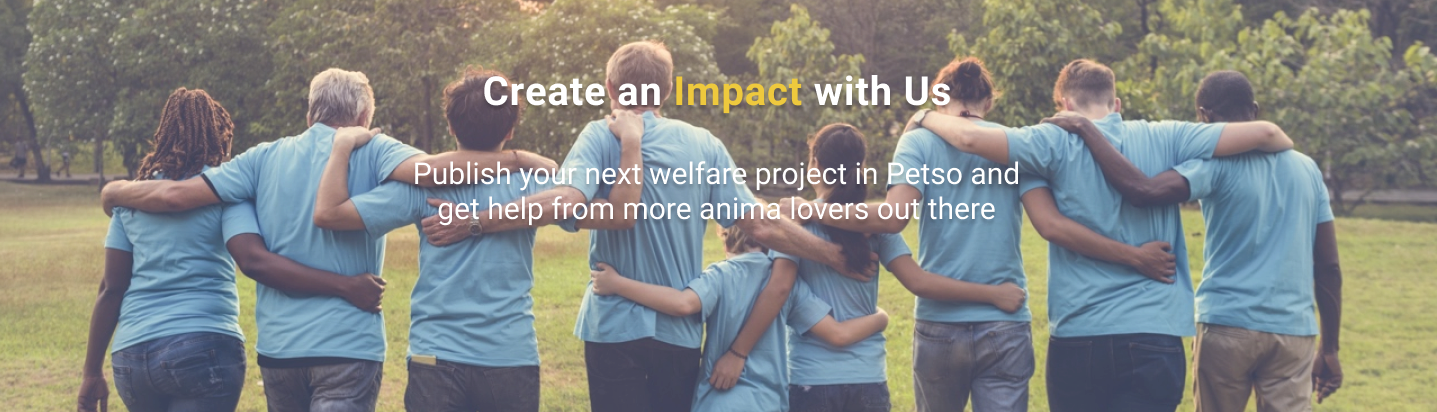 Create an Impact with Us
Publish your next welfare project in Petso and
get help from more anima lovers out there